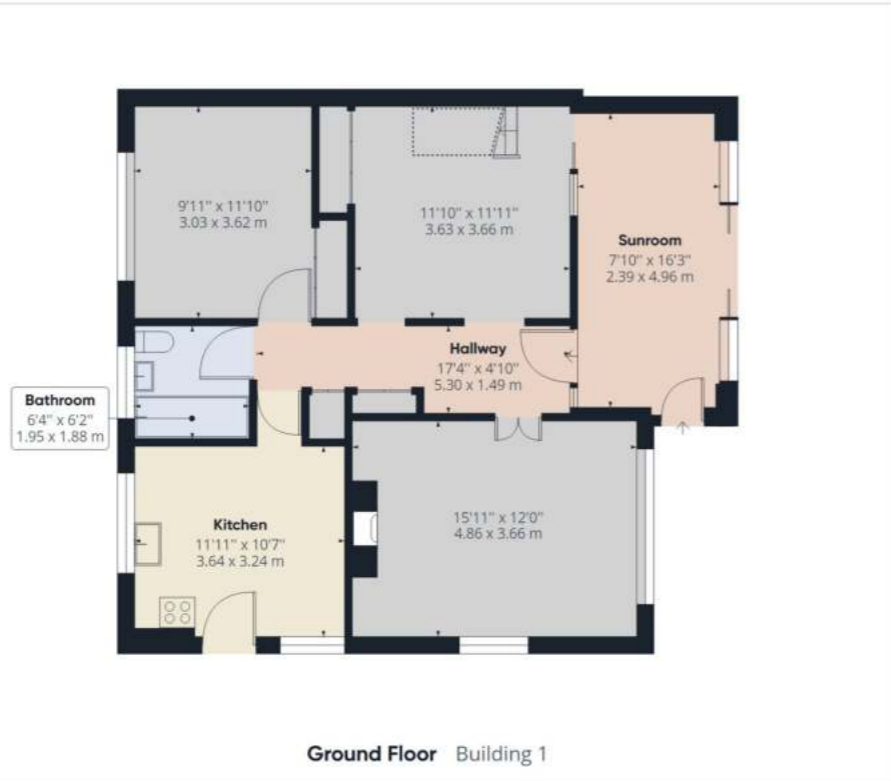 9'11" x 11'10"
3.03 x 3.62 m
11'10" x 11'11"
3.63 x 3.66 m
Sunroom
7'10" x 16'3"
2.39 x 4.96 m
Hallway
17'4" x 4'10"
5.30 x 1.49 m
Bathroom
6'4" x 6'2"
1.95 x 1.88 m
Kitchen
11'11" x 10'7"
3.64 x 3.24 m
15'11" x 12'0"
4.86 x 3.66 m
Ground Floor Building 1